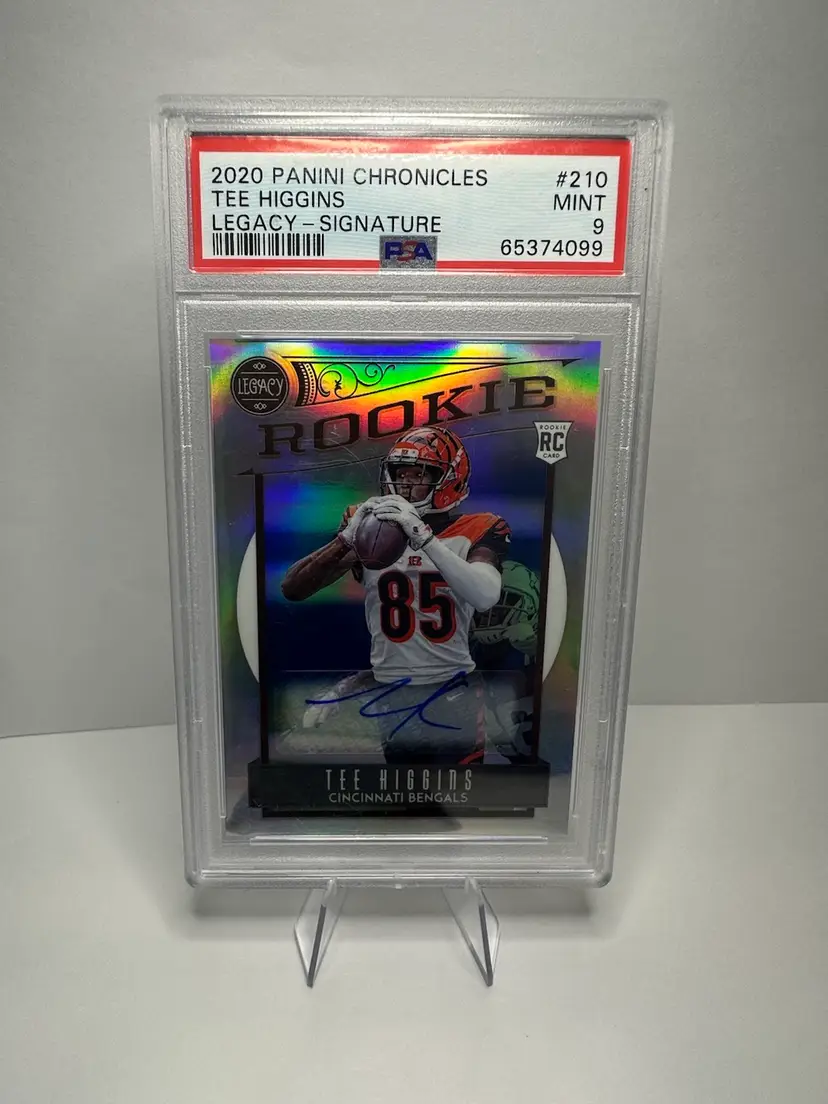 2020 PANINI CHRONICLES #210
TEE HIGGINS MINT
LEGACY – SIGNATURE 9
PSA 65374099
LEGACY
ROOKIE
ROOKIE
RC
CARD
85
TEE HIGGINS
CINCINNATI BENGALS